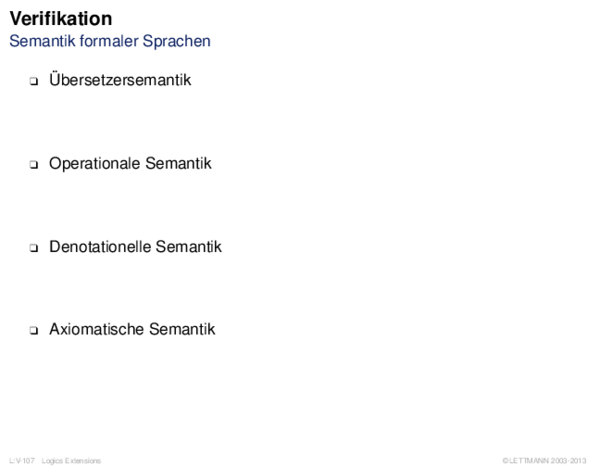 Verifikation
Semantik formaler Sprachen
❑ Übersetzersemantik
❑ Operationale Semantik
❑ Denotationelle Semantik
❑ Axiomatische Semantik
L:V-107 Logics Extensions
©LETTMANN 2003-2013